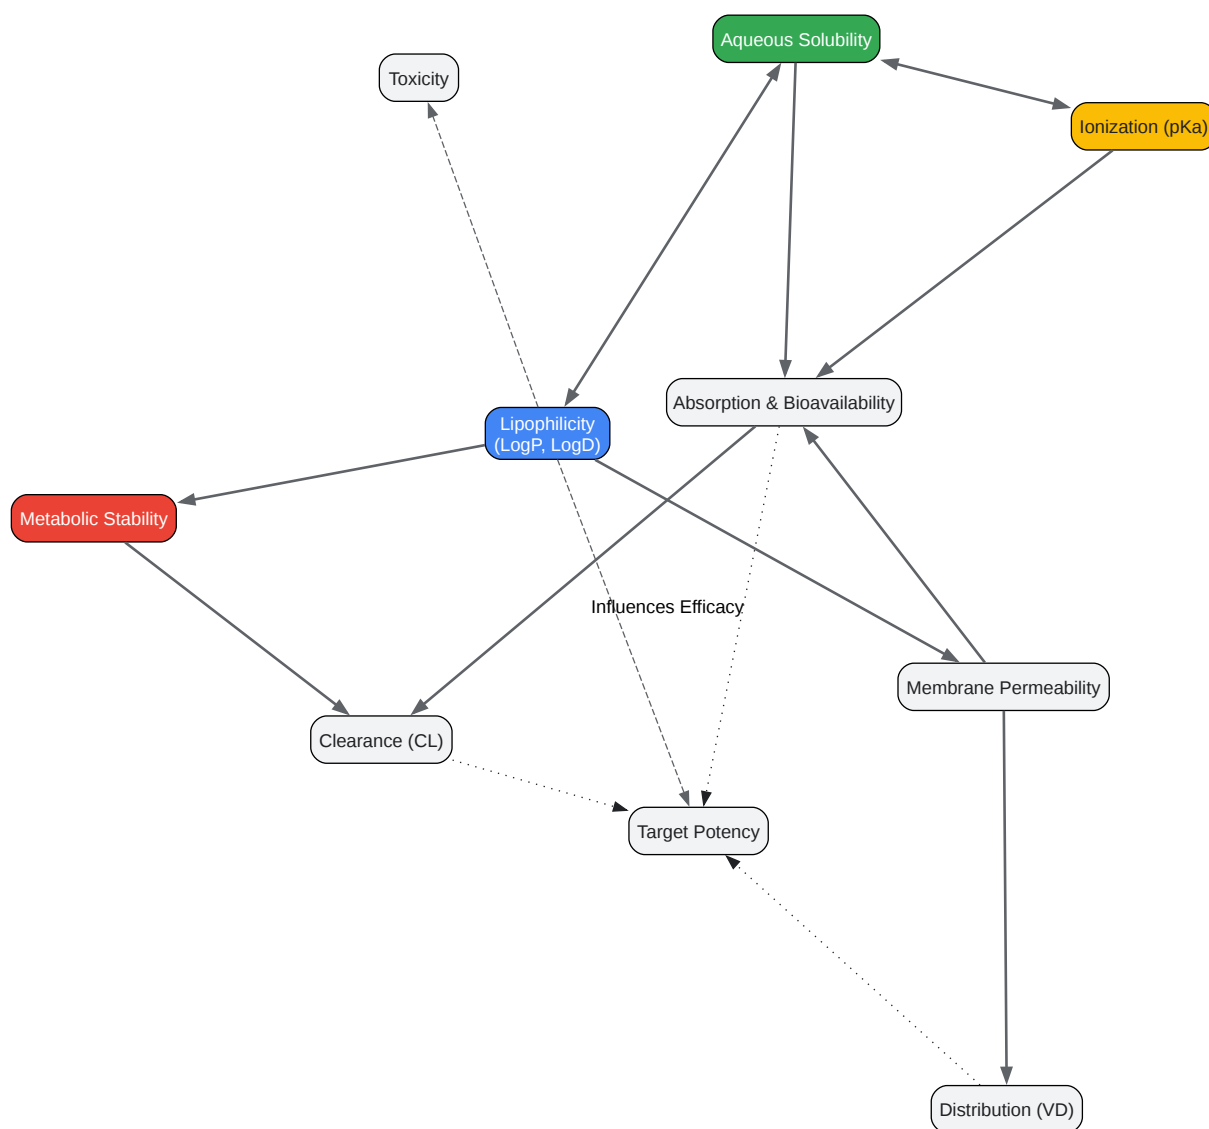 Aqueous Solubility
Toxicity
Ionization (pKa)
Absorption & Bioavailability
Lipophilicity
(LogP, LogD)
Metabolic Stability
Influences Efficacy
Membrane Permeability
Clearance (CL)
Target Potency
Distribution (VD)